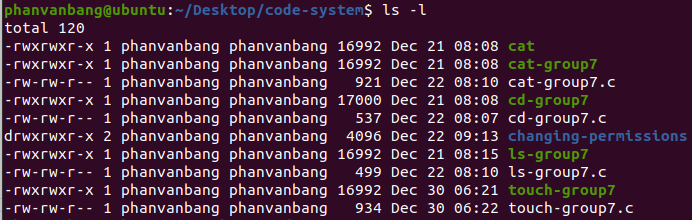 phanvanbang@ubuntu:~/Desktop/code-system$ ls -l
total 120
-rwxrwxr-x 1 phanvanbang phanvanbang 16992 Dec 21 08:08 cat
-rwxrwxr-x 1 phanvanbang phanvanbang 16992 Dec 21 08:08 cat-group7
-rw-rw-r-- 1 phanvanbang phanvanbang   921 Dec 22 08:10 cat-group7.c
-rwxrwxr-x 1 phanvanbang phanvanbang 17000 Dec 21 08:08 cd-group7
-rw-rw-r-- 1 phanvanbang phanvanbang   537 Dec 22 08:07 cd-group7.c
drwxrwxr-x 2 phanvanbang phanvanbang  4096 Dec 22 09:13 changing-permissions
-rwxrwxr-x 1 phanvanbang phanvanbang 16992 Dec 21 08:15 ls-group7
-rw-rw-r-- 1 phanvanbang phanvanbang   499 Dec 22 08:10 ls-group7.c
-rwxrwxr-x 1 phanvanbang phanvanbang 16992 Dec 30 06:21 touch-group7
-rw-rw-r-- 1 phanvanbang phanvanbang   934 Dec 30 06:22 touch-group7.c